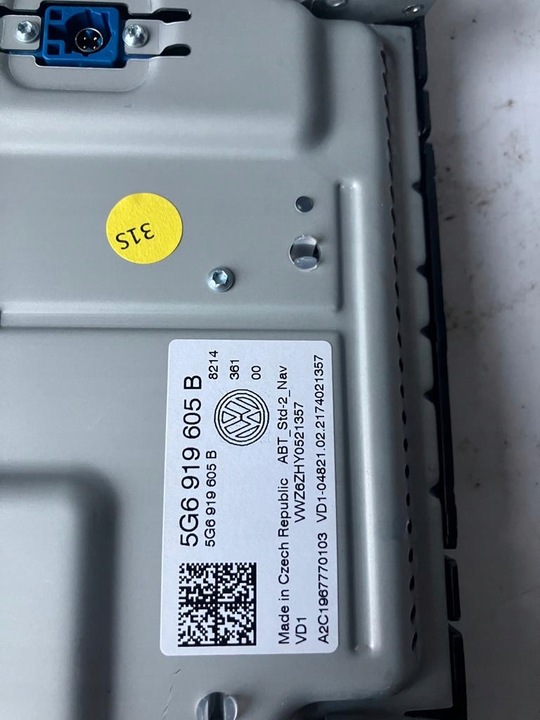 31S
5G6 919 605 B
5G6 919 605 B
8214
361
00
Made in Czech Republic ABT_Std-2_Nav
VD1 VWZ6ZHY0521357
A2C1967770103 VD1-04821.02.2174021357